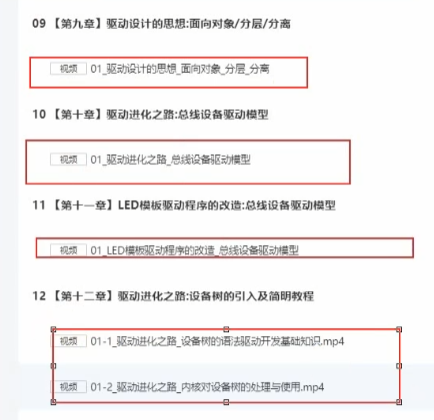 09 【第九章】驱动设计的思想:面向对象/分层/分离
视频 01_驱动设计的思想_面向对象_分层_分离
10 【第十章】驱动进化之路:总线设备驱动模型
视频 01_驱动进化之路_总线设备驱动模型
11 【第十一章】LED模板驱动程序的改造:总线设备驱动模型
视频 01_LED模板驱动程序的改造_总线设备驱动模型
12 【第十二章】驱动进化之路:设备树的引入及简明教程
视频 01-1_驱动进化之路_设备树的语法驱动开发基础知识.mp4
视频 01-2_驱动进化之路_内核对设备树的处理与使用.mp4